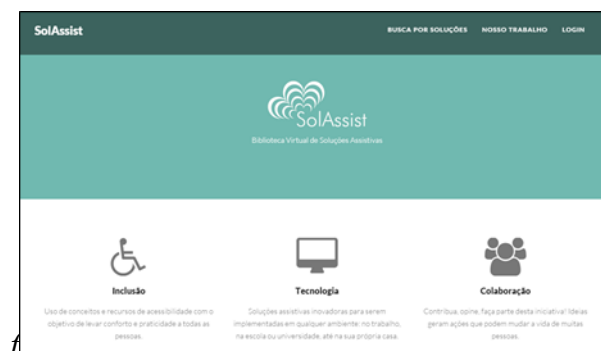 SolAssist
BUSCA POR SOLUÇÕES NOSSO TRABALHO LOGIN
SolAssist
Biblioteca Virtual de Soluções Assistivas
Inclusão
Uso de conceitos e recursos de acessibilidade com o
objetivo de levar conforto e praticidade a todas as
pessoas.
Tecnologia
Soluções assistivas inovadoras para serem
implementadas em qualquer ambiente: no trabalho,
na escola ou universidade, até na sua própria casa.
Colaboração
Contribua, opine, faça parte desta iniciativa! Ideias
geram ações que podem mudar a vida de muitas
pessoas.
f